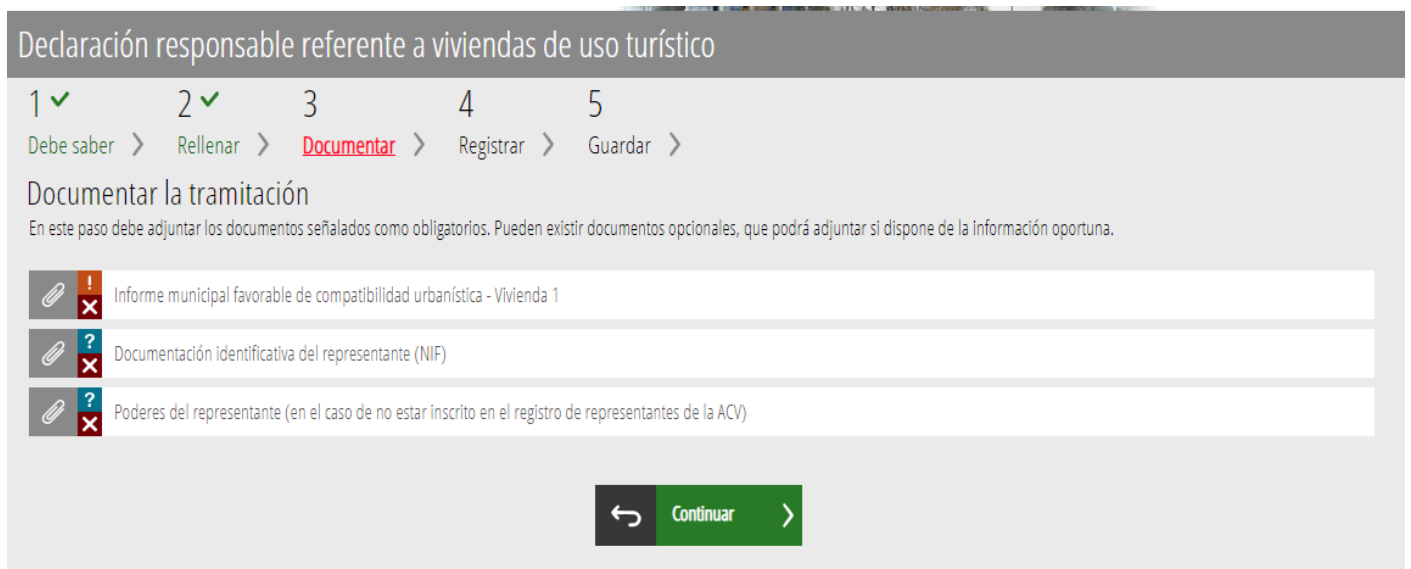 Declaración responsable referente a viviendas de uso turístico
1 2 3 4 5
Debe saber Rellenar Documentar Registrar Guardar
Documentar la tramitación
En este paso debe adjuntar los documentos señalados como obligatorios. Pueden existir documentos opcionales, que podrá adjuntar si dispone de la información oportuna.
! Informe municipal favorable de compatibilidad urbanística - Vivienda 1
? Documentación identificativa del representante (NIF)
? Poderes del representante (en el caso de no estar inscrito en el registro de representantes de la ACV)
Continuar